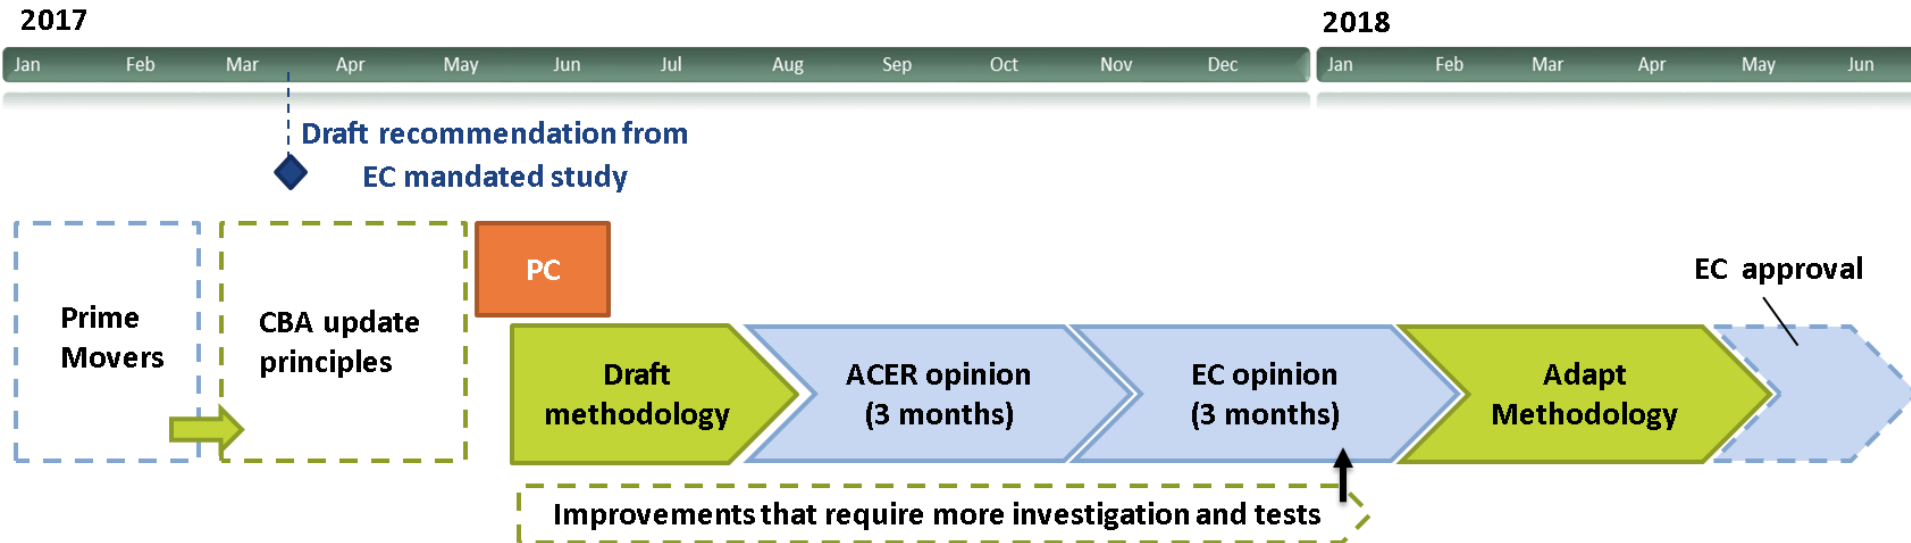 2017
2018
Jan Feb Mar Apr May Jun Jul Aug Sep Oct Nov Dec Jan Feb Mar Apr May Jun
Draft recommendation from
EC mandated study
PC
EC approval
Prime
Movers
CBA update
principles
Draft
methodology
ACER opinion
(3 months)
EC opinion
(3 months)
Adapt
Methodology
Improvements that require more investigation and tests